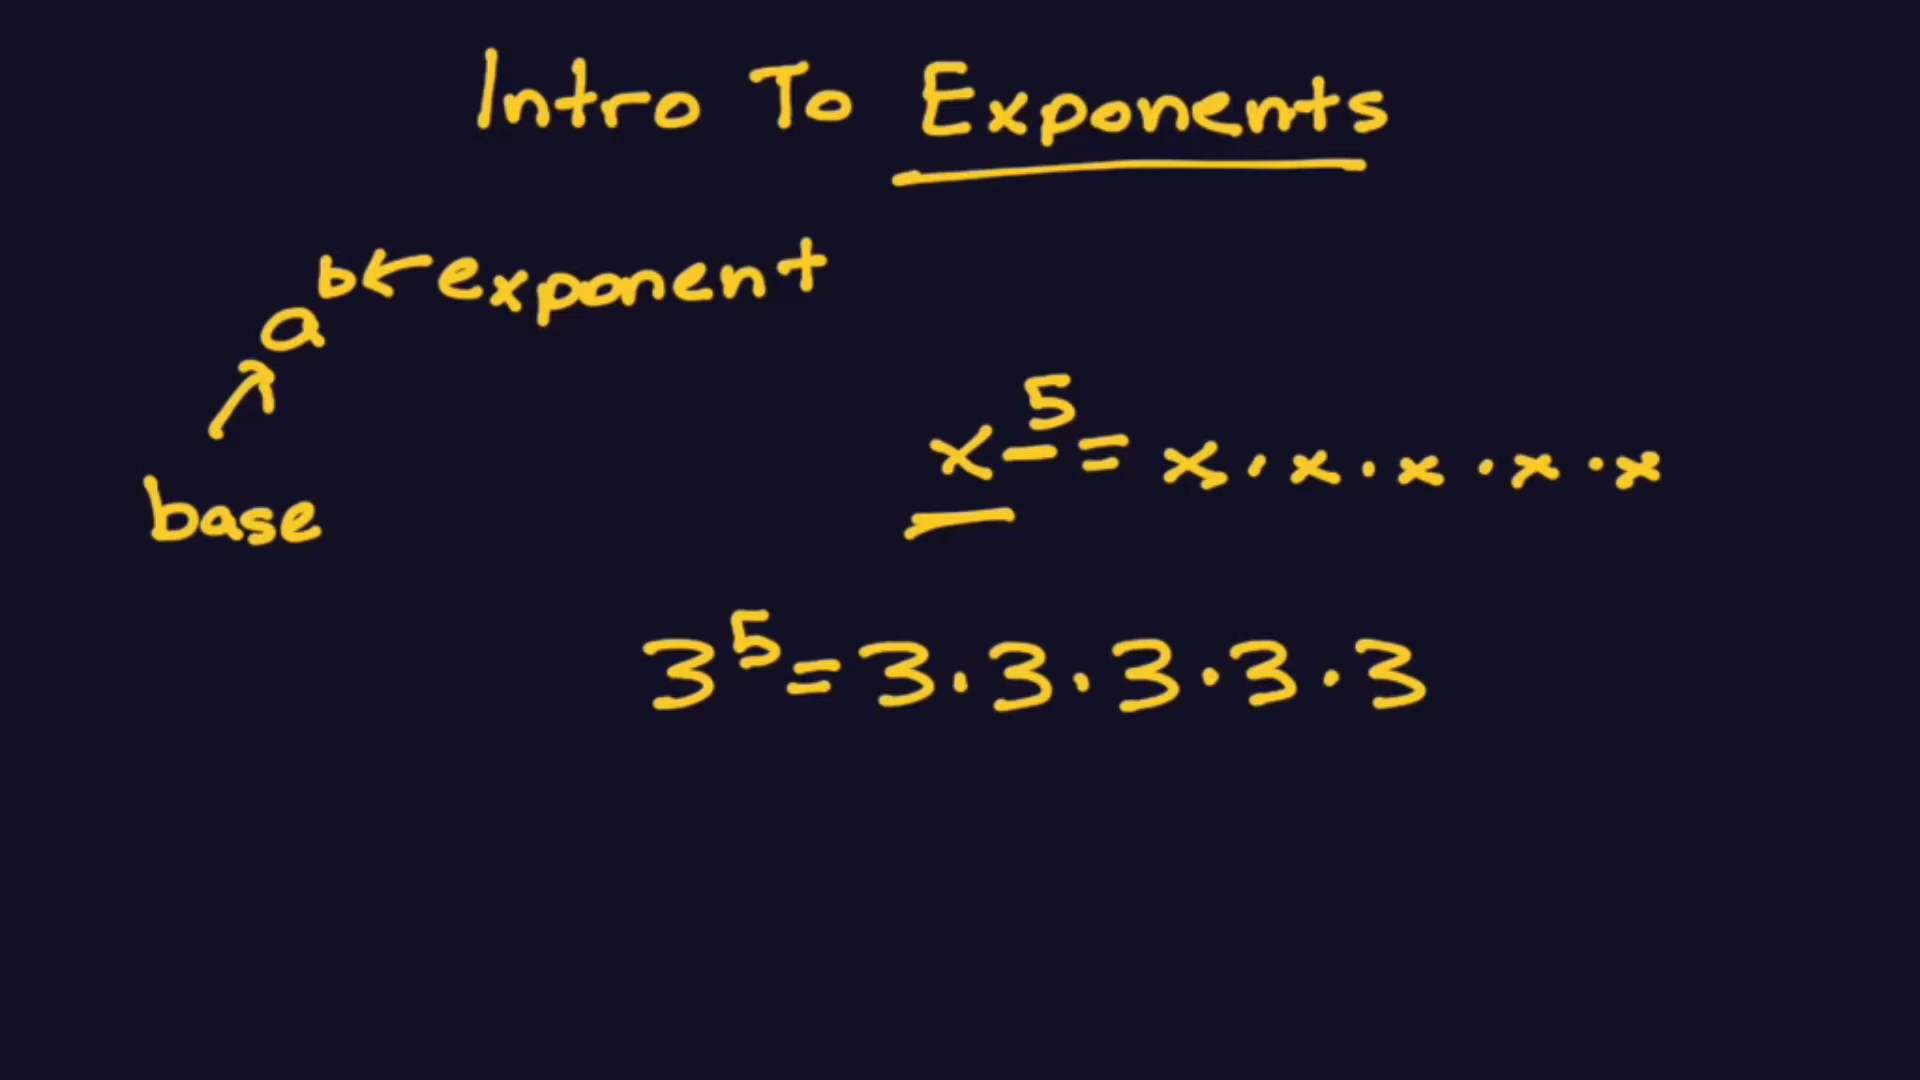 Intro To Exponents
a^b ← exponent
base
x^5 = x · x · x · x · x
3^5 = 3 · 3 · 3 · 3 · 3